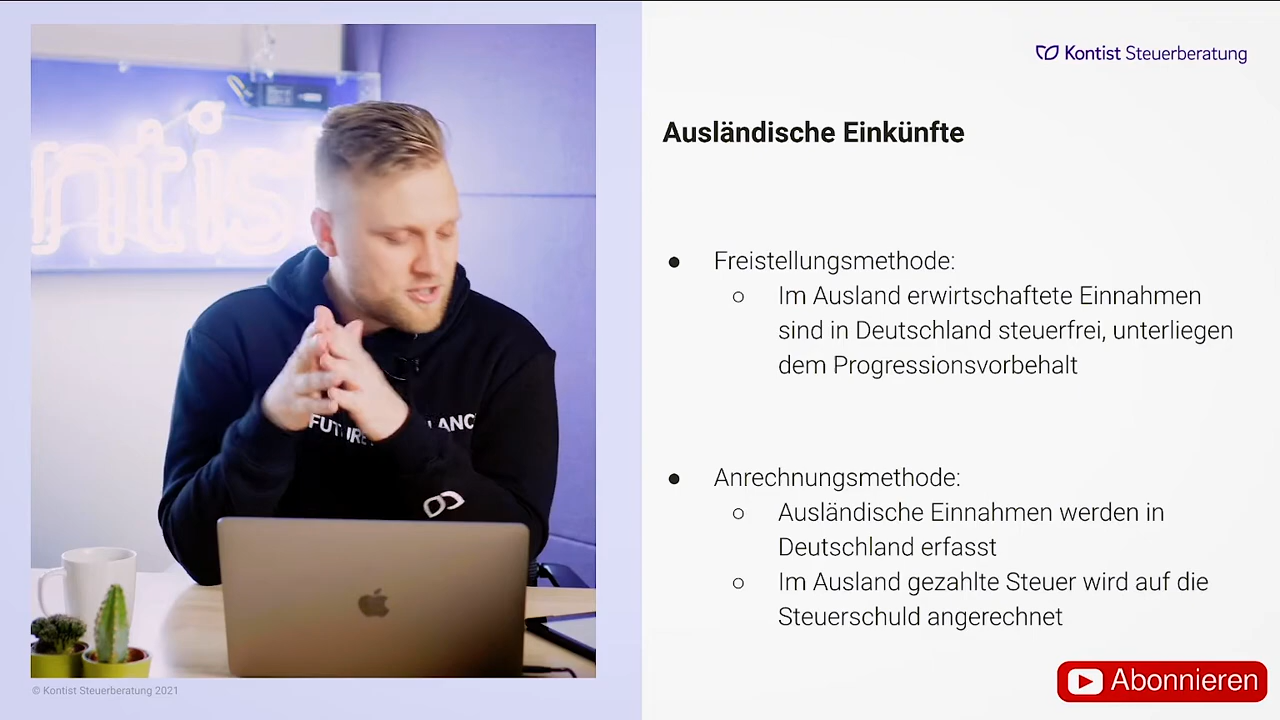 Kontist Steuerberatung
Ausländische Einkünfte
● Freistellungsmethode:
○ Im Ausland erwirtschaftete Einnahmen
sind in Deutschland steuerfrei, unterliegen
dem Progressionsvorbehalt
● Anrechnungsmethode:
○ Ausländische Einnahmen werden in
Deutschland erfasst
○ Im Ausland gezahlte Steuer wird auf die
Steuerschuld angerechnet
Abonnieren
© Kontist Steuerberatung 2021